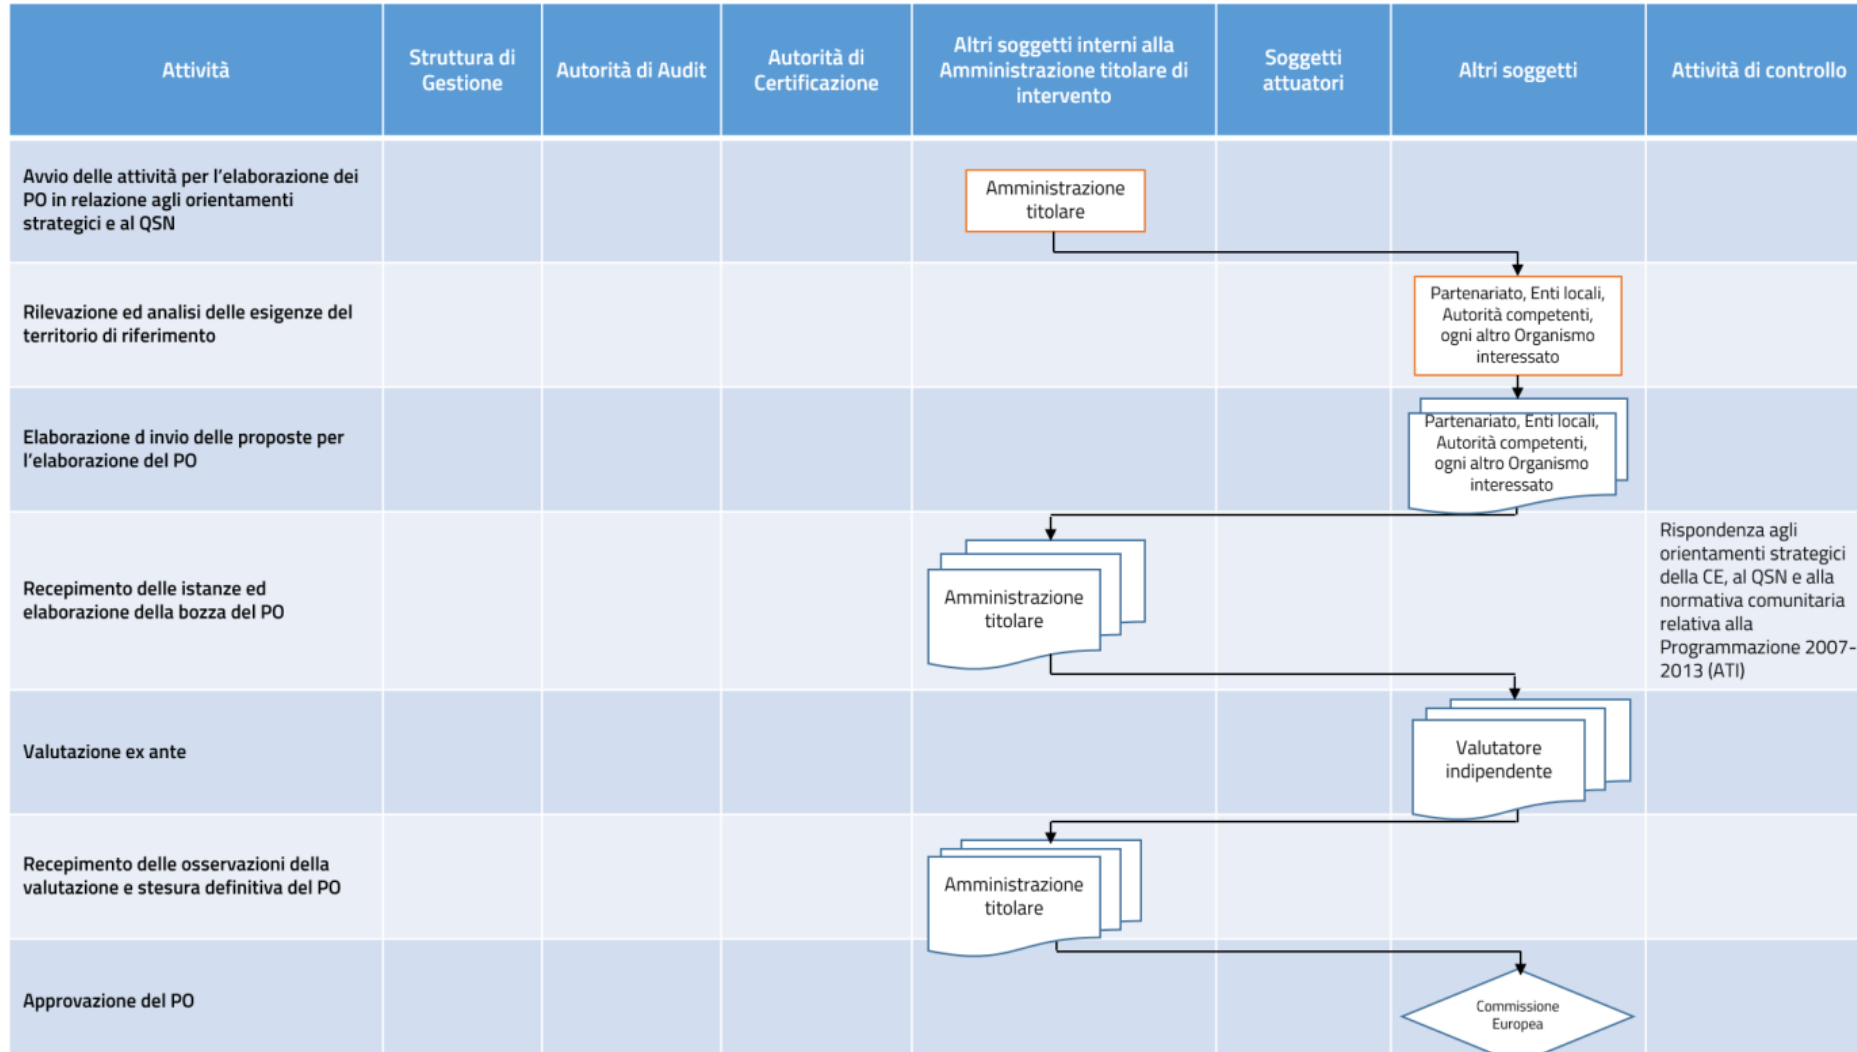 Attività
Struttura di
Gestione
Autorità di Audit
Autorità di
Certificazione
Altri soggetti interni alla
Amministrazione titolare di
intervento
Soggetti
attuatori
Altri soggetti
Attività di controllo
Avvio delle attività per l'elaborazione dei
PO in relazione agli orientamenti
strategici e al QSN
Amministrazione
titolare
Rilevazione ed analisi delle esigenze del
territorio di riferimento
Partenariato, Enti locali,
Autorità competenti,
ogni altro Organismo
interessato
Elaborazione d invio delle proposte per
l'elaborazione del PO
Partenariato, Enti locali,
Autorità competenti,
ogni altro Organismo
interessato
Recepimento delle istanze ed
elaborazione della bozza del PO
Amministrazione
titolare
Rispondenza agli
orientamenti strategici
della CE, al QSN e alla
normativa comunitaria
relativa alla
Programmazione 2007-
2013 (ATI)
Valutazione ex ante
Valutatore
indipendente
Recepimento delle osservazioni della
valutazione e stesura definitiva del PO
Amministrazione
titolare
Approvazione del PO
Commissione
Europea